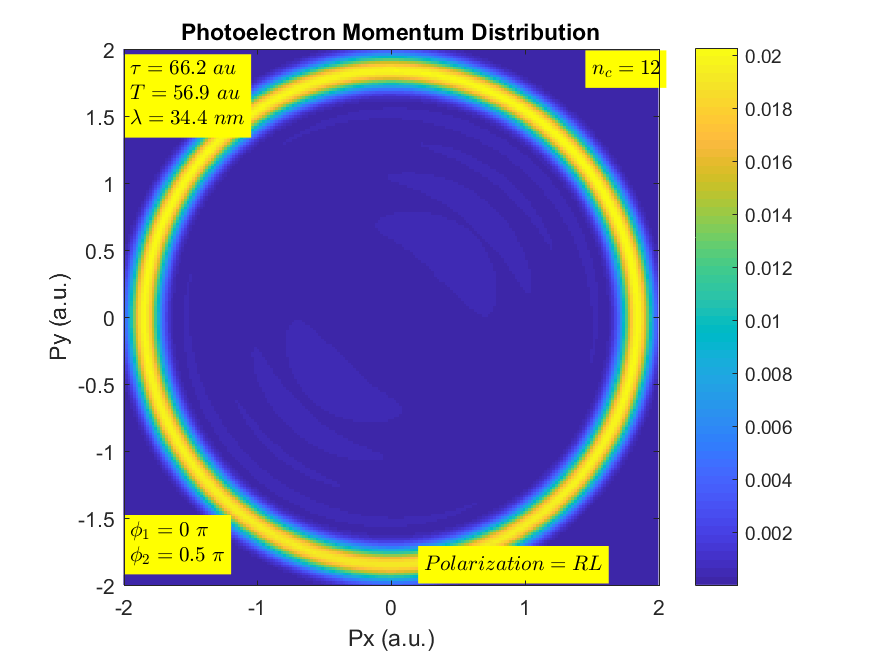 Photoelectron Momentum Distribution
τ = 66.2 au
T = 56.9 au
λ = 34.4 nm
n_c = 12
ϕ_1 = 0 π
ϕ_2 = 0.5 π
Polarization = RL
2
1.5
1
0.5
0
-0.5
-1
-1.5
-2
Py (a.u.)
-2
-1
0
1
2
Px (a.u.)
0.02
0.018
0.016
0.014
0.012
0.01
0.008
0.006
0.004
0.002